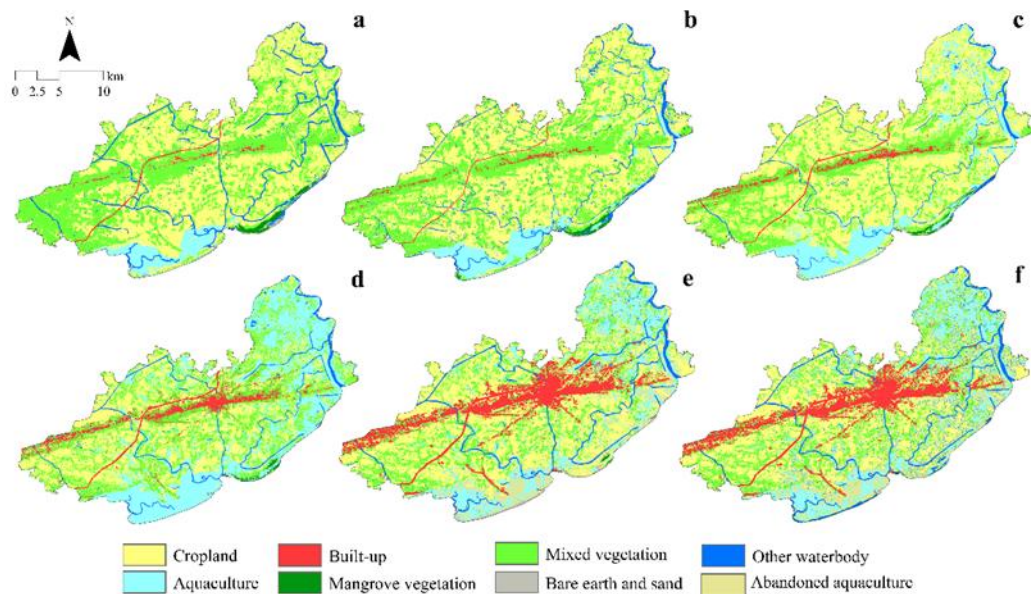 N
0 2.5 5 10 km
a
b
c
d
e
f
Cropland
Built-up
Mixed vegetation
Other waterbody
Aquaculture
Mangrove vegetation
Bare earth and sand
Abandoned aquaculture